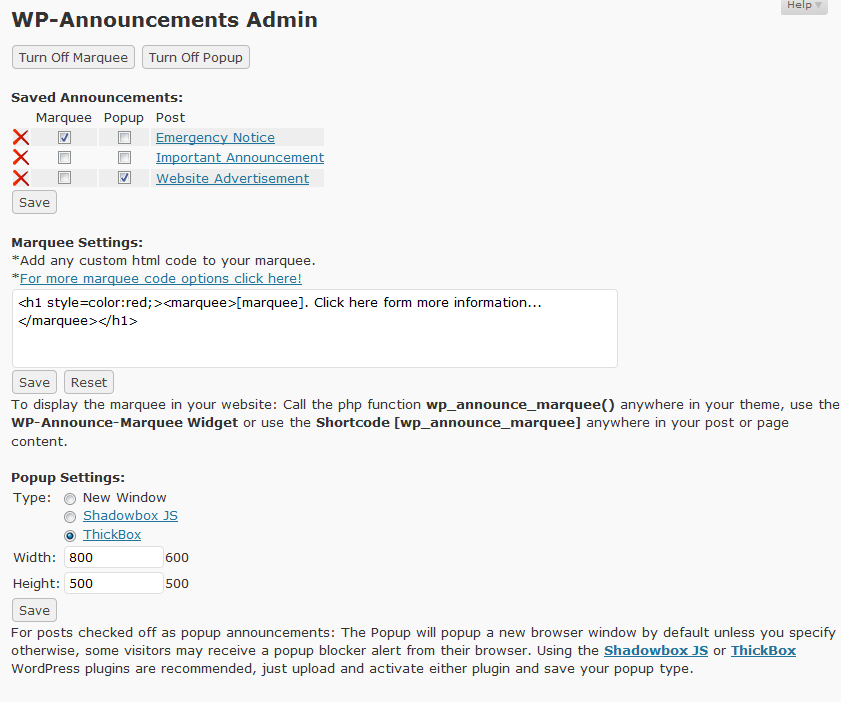 Help
WP-Announcements Admin
Turn Off Marquee Turn Off Popup
Saved Announcements:
Marquee Popup Post
Emergency Notice
Important Announcement
Website Advertisement
Save
Marquee Settings:
*Add any custom html code to your marquee.
*For more marquee code options click here!
<h1 style=color:red;><marquee>[marquee]. Click here form more information...
</marquee></h1>
Save Reset
To display the marquee in your website: Call the php function wp_announce_marquee() anywhere in your theme, use the
WP-Announce-Marquee Widget or use the Shortcode [wp_announce_marquee] anywhere in your post or page
content.
Popup Settings:
Type: New Window
Shadowbox JS
ThickBox
Width: 800 600
Height: 500 500
Save
For posts checked off as popup announcements: The Popup will popup a new browser window by default unless you specify
otherwise, some visitors may receive a popup blocker alert from their browser. Using the Shadowbox JS or ThickBox
WordPress plugins are recommended, just upload and activate either plugin and save your popup type.